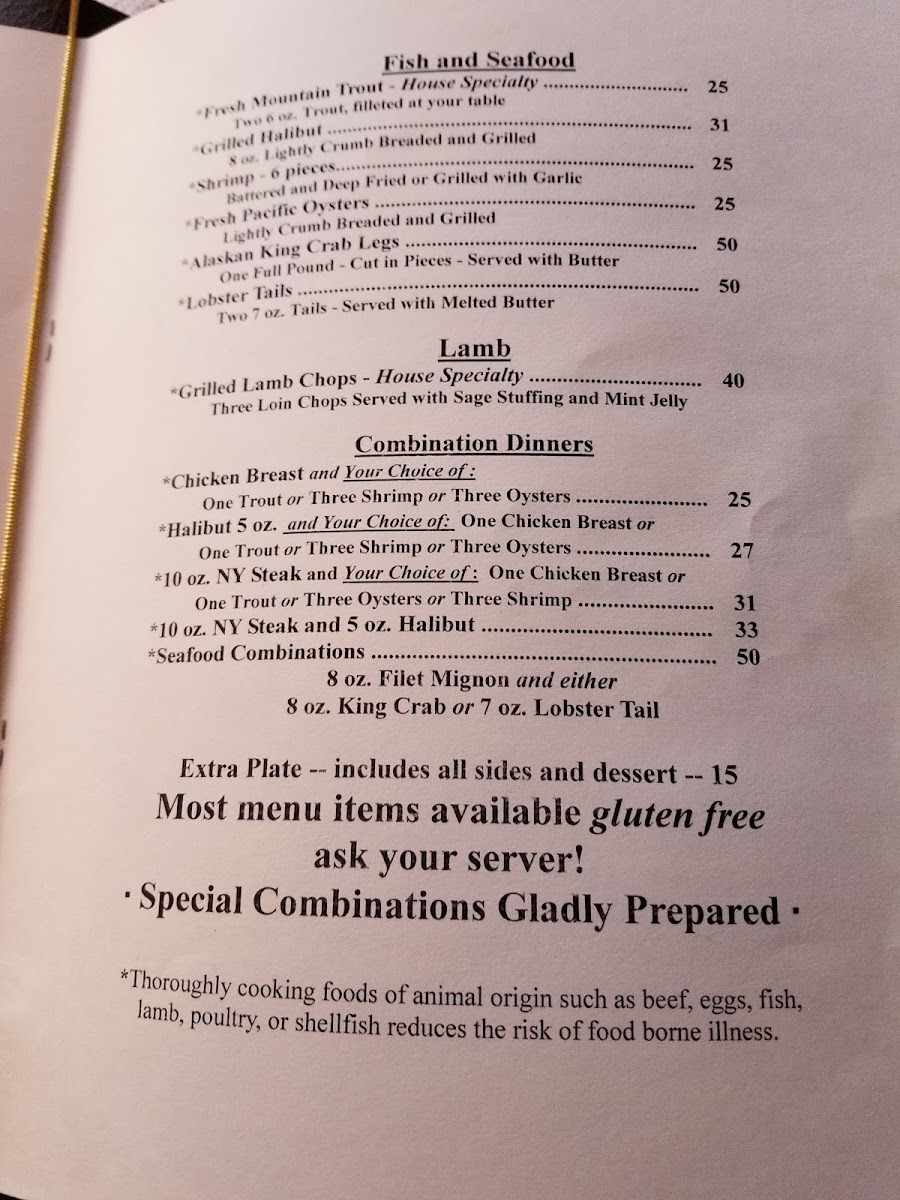 Fish and Seafood
*Fresh Mountain Trout - House Specialty ............................ 25
Two 6 oz. Trout, filleted at your table
*Grilled Halibut ..................................................................... 31
8 oz. Lightly Crumb Breaded and Grilled
*Shrimp - 6 pieces.................................................................... 25
Battered and Deep Fried or Grilled with Garlic
*Fresh Pacific Oysters ............................................................. 25
Lightly Crumb Breaded and Grilled
*Alaskan King Crab Legs ....................................................... 50
One Full Pound - Cut in Pieces - Served with Butter
*Lobster Tails .......................................................................... 50
Two 7 oz. Tails - Served with Melted Butter
Lamb
*Grilled Lamb Chops - House Specialty ................................ 40
Three Loin Chops Served with Sage Stuffing and Mint Jelly
Combination Dinners
*Chicken Breast and Your Choice of :
One Trout or Three Shrimp or Three Oysters ........................ 25
*Halibut 5 oz. and Your Choice of: One Chicken Breast or
One Trout or Three Shrimp or Three Oysters ........................ 27
*10 oz. NY Steak and Your Choice of : One Chicken Breast or
One Trout or Three Oysters or Three Shrimp ........................ 31
*10 oz. NY Steak and 5 oz. Halibut ......................................... 33
*Seafood Combinations ............................................................. 50
8 oz. Filet Mignon and either
8 oz. King Crab or 7 oz. Lobster Tail
Extra Plate -- includes all sides and dessert -- 15
Most menu items available gluten free
ask your server!
· Special Combinations Gladly Prepared ·
*Thoroughly cooking foods of animal origin such as beef, eggs, fish,
lamb, poultry, or shellfish reduces the risk of food borne illness.